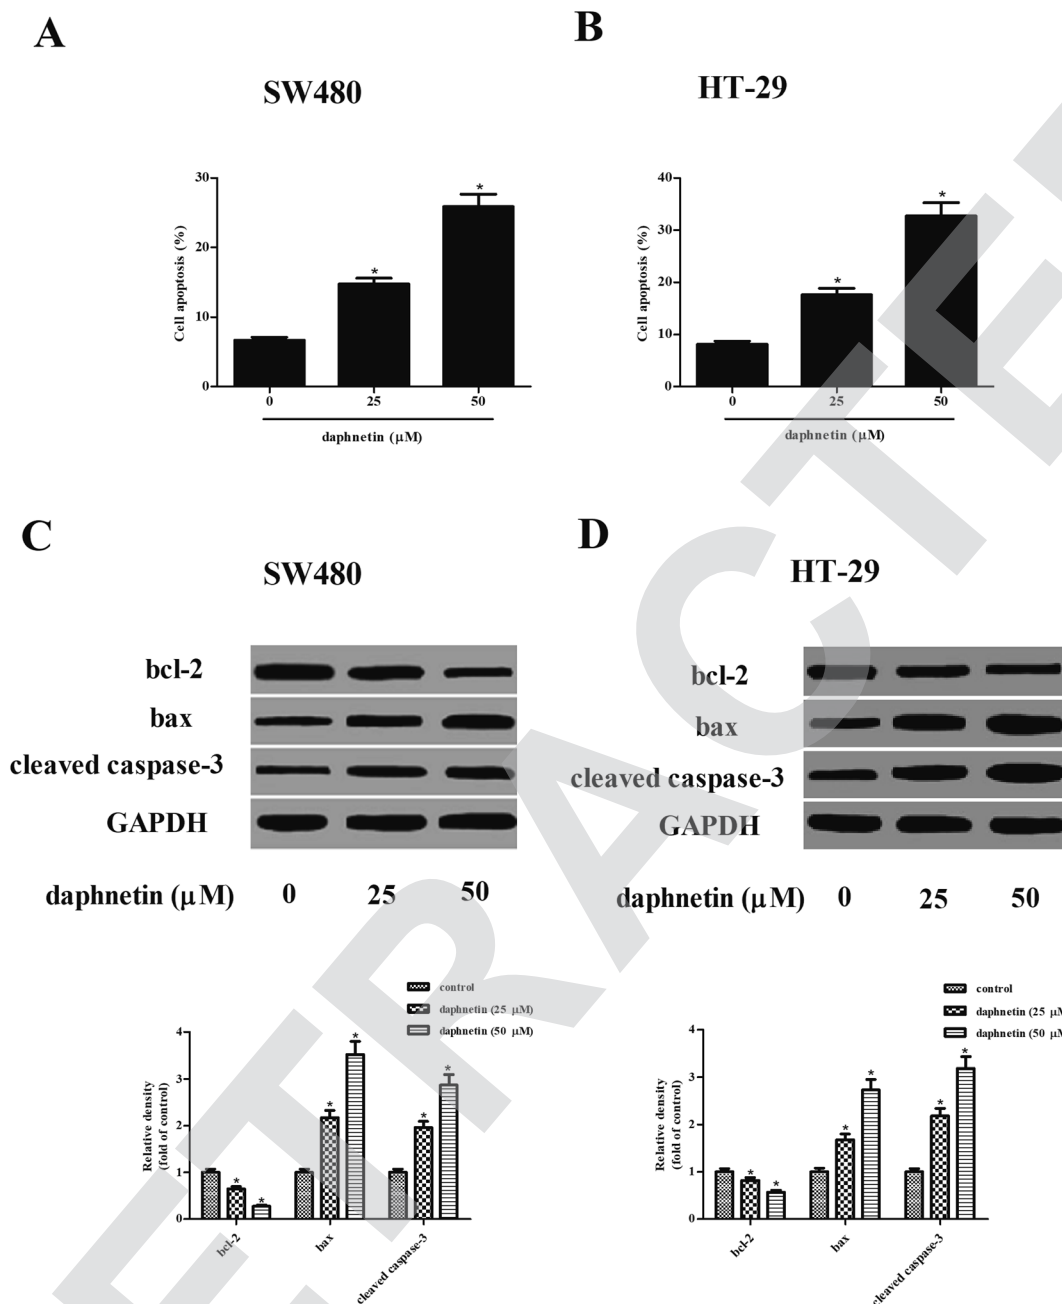 A
B
SW480
HT-29
30
20
10
0
Cell apoptosis (%)
*
*
0
25
50
daphnetin (μM)
40
30
20
10
0
Cell apoptosis (%)
*
*
0
25
50
daphnetin (μM)
C
D
SW480
HT-29
bcl-2
bax
cleaved caspase-3
GAPDH
daphnetin (μM) 0 25 50
bcl-2
bax
cleaved caspase-3
GAPDH
daphnetin (μM) 0 25 50
control
daphnetin (25 μM)
daphnetin (50 μM)
4
3
2
1
0
Relative density
(fold of control)
*
*
*
*
*
*
bcl-2
bax
cleaved caspase-3
control
daphnetin (25 μM
daphnetin (50 μM
4
3
2
1
0
Relative density
(fold of control)
*
*
*
*
*
*
bcl-2
bax
cleaved caspase-3
ETRACTE